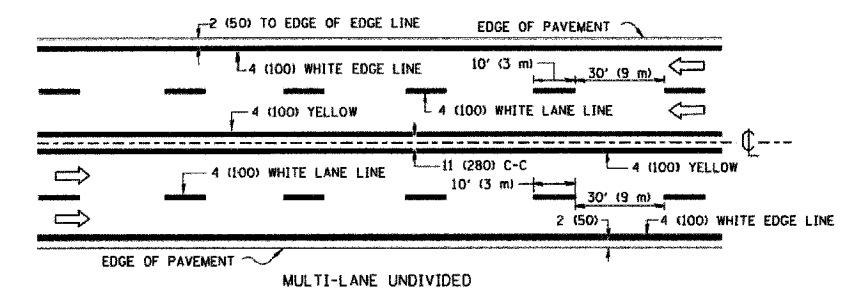 2 (50) TO EDGE OF EDGE LINE
EDGE OF PAVEMENT
4 (100) WHITE EDGE LINE
10' (3 m)
30' (9 m)
4 (100) YELLOW
4 (100) WHITE LANE LINE
℄
4 (100) WHITE LANE LINE
11 (280) C-C
4 (100) YELLOW
10' (3 m)
30' (9 m)
2 (50)
4 (100) WHITE EDGE LINE
EDGE OF PAVEMENT
MULTI-LANE UNDIVIDED